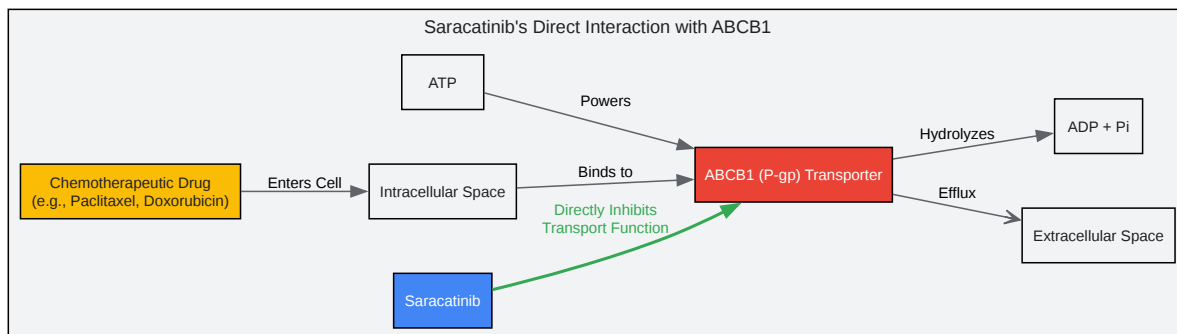 Saracatinib's Direct Interaction with ABCB1
ATP
Powers
Hydrolyzes
ADP + Pi
Chemotherapeutic Drug
(e.g., Paclitaxel, Doxorubicin)
Enters Cell
Intracellular Space
Binds to
ABCB1 (P-gp) Transporter
Efflux
Extracellular Space
Directly Inhibits
Transport Function
Saracatinib